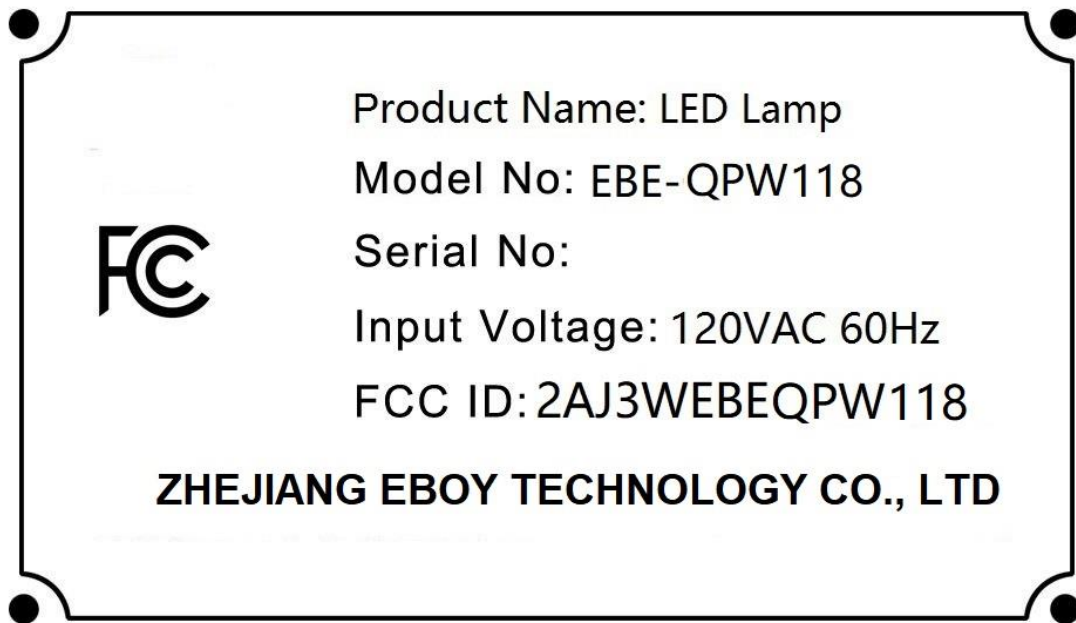 Product Name: LED Lamp
Model No: EBE-QPW118
FC
Serial No:
Input Voltage: 120VAC 60Hz
FCC ID: 2AJ3WEBEQPW118
ZHEJIANG EBOY TECHNOLOGY CO., LTD